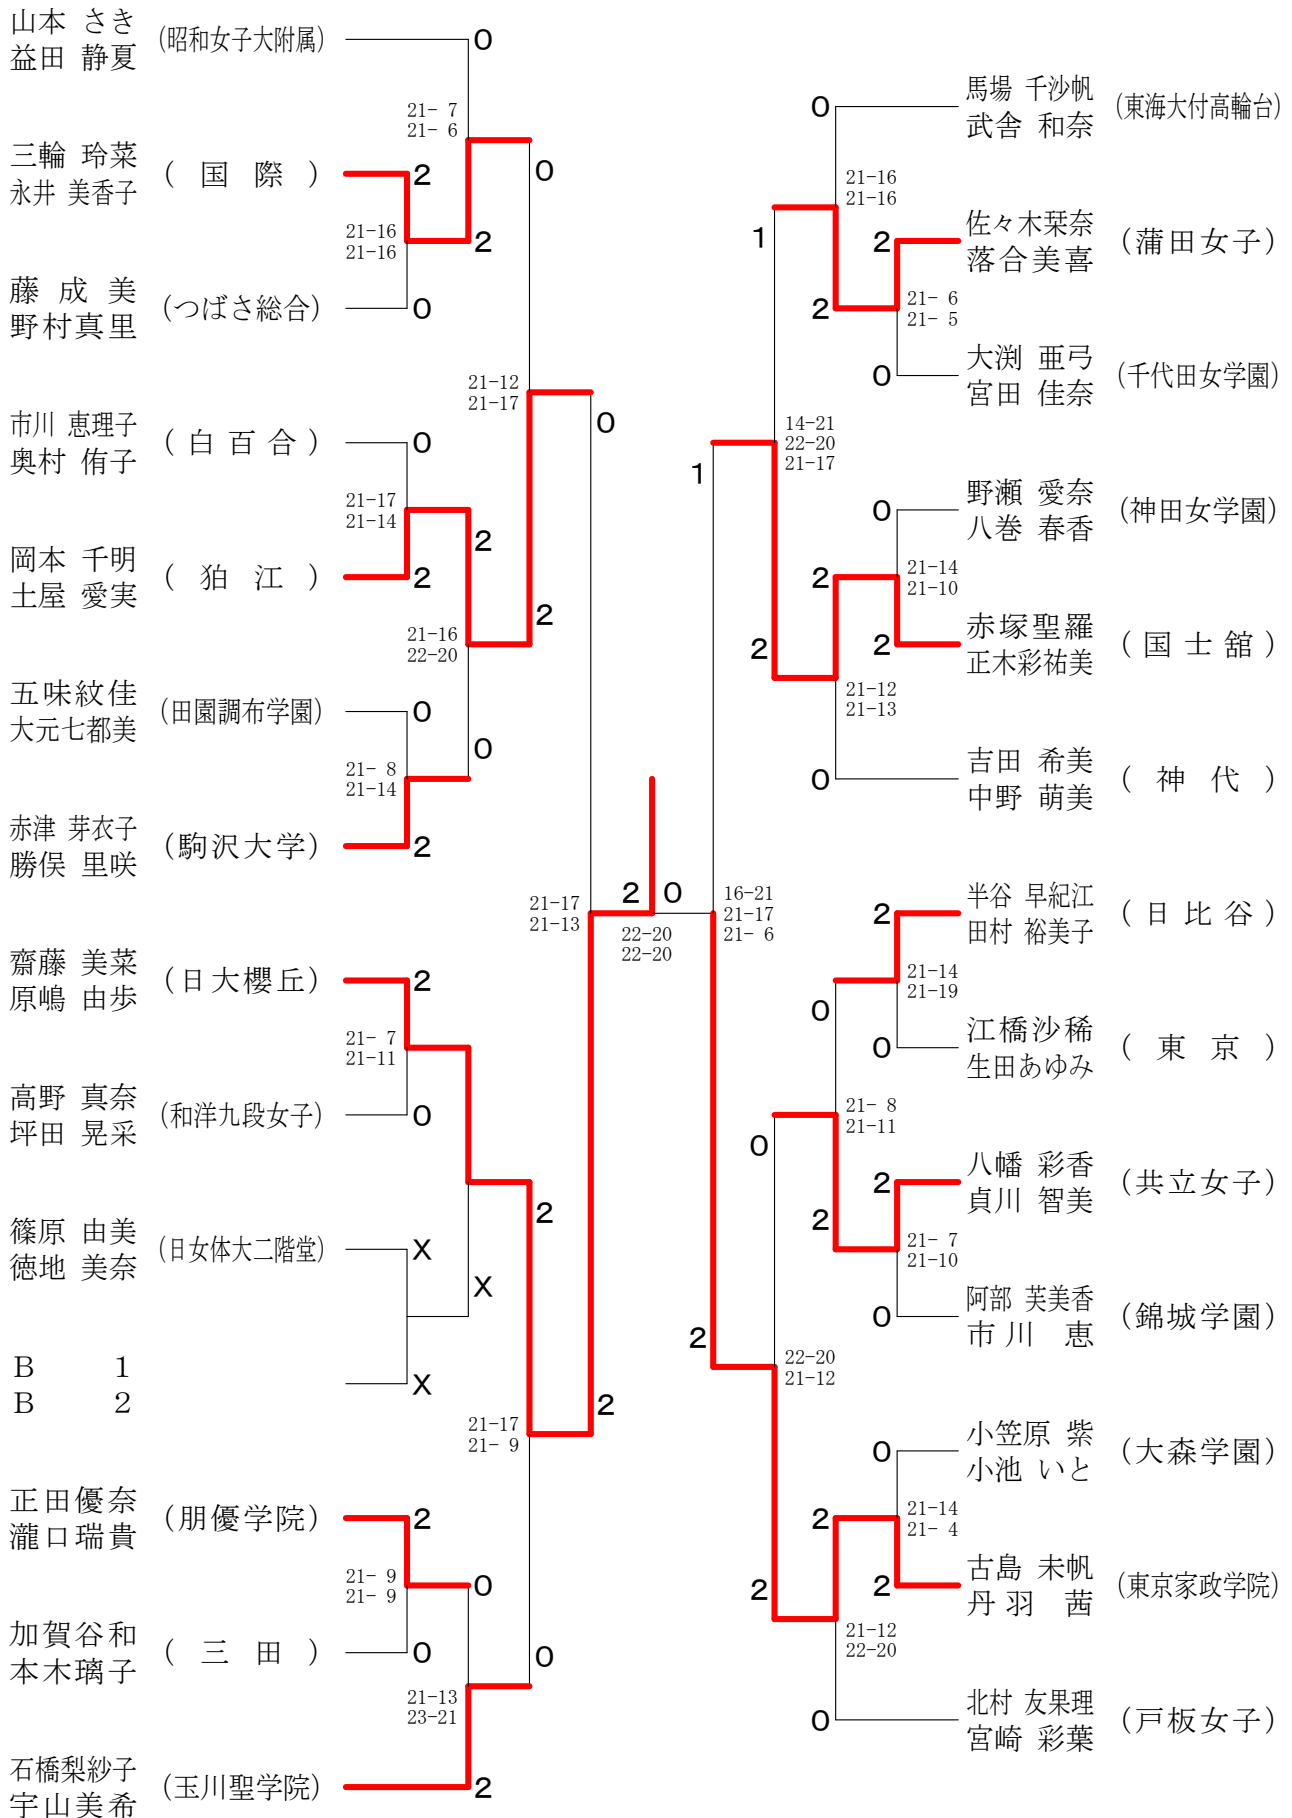 山本 さき
益田 静夏
(昭和女子大附属)
0
21- 7
21- 6
三輪 玲菜
永井 美香子
( 国 際 )
2
0
21-16
21-16
2
藤 成 美
野村真里
(つばさ総合)
0
21-12
21-17
0
市川 恵理子
奥村 侑子
( 白 百 合 )
0
21-17
21-14
2
岡本 千明
土屋 愛実
( 狛 江 )
2
2
21-16
22-20
五味紋佳
大元七都美
(田園調布学園)
0
0
21- 8
21-14
赤津 芽衣子
勝俣 里咲
(駒沢大学)
2
21-17
21-13
2
0
22-20
22-20
齋藤 美菜
原嶋 由歩
(日大櫻丘)
2
21- 7
21-11
高野 真奈
坪田 晃采
(和洋九段女子)
0
2
篠原 由美
徳地 美奈
(日女体大二階堂)
X
X
B 1
B 2
X
2
21-17
21- 9
正田優奈
瀧口瑞貴
(朋優学院)
2
21- 9
21- 9
0
加賀谷和
本木璃子
( 三 田 )
0
0
21-13
23-21
石橋梨紗子
宇山美希
(玉川聖学院)
2
0
馬場 千沙帆
武舎 和奈
(東海大付高輪台)
21-16
21-16
1
2
佐々木栞奈
落合美喜
(蒲田女子)
2
21- 6
21- 5
0
大渕 亜弓
宮田 佳奈
(千代田女学園)
14-21
22-20
21-17
1
0
野瀬 愛奈
八巻 春香
(神田女学園)
2
21-14
21-10
2
2
赤塚聖羅
正木彩祐美
(国士舘)
21-12
21-13
0
吉田 希美
中野 萌美
( 神 代 )
16-21
21-17
21- 6
2
半谷 早紀江
田村 裕美子
(日比谷)
21-14
21-19
0
0
江橋沙稀
生田あゆみ
( 東 京 )
21- 8
21-11
0
2
八幡 彩香
貞川 智美
(共立女子)
2
21- 7
21-10
0
阿部 芙美香
市川 恵
(錦城学園)
2
22-20
21-12
0
小笠原 紫
小池 いと
(大森学園)
2
21-14
21- 4
2
2
古島 未帆
丹羽 茜
(東京家政学院)
21-12
22-20
0
北村 友果理
宮崎 彩葉
(戸板女子)